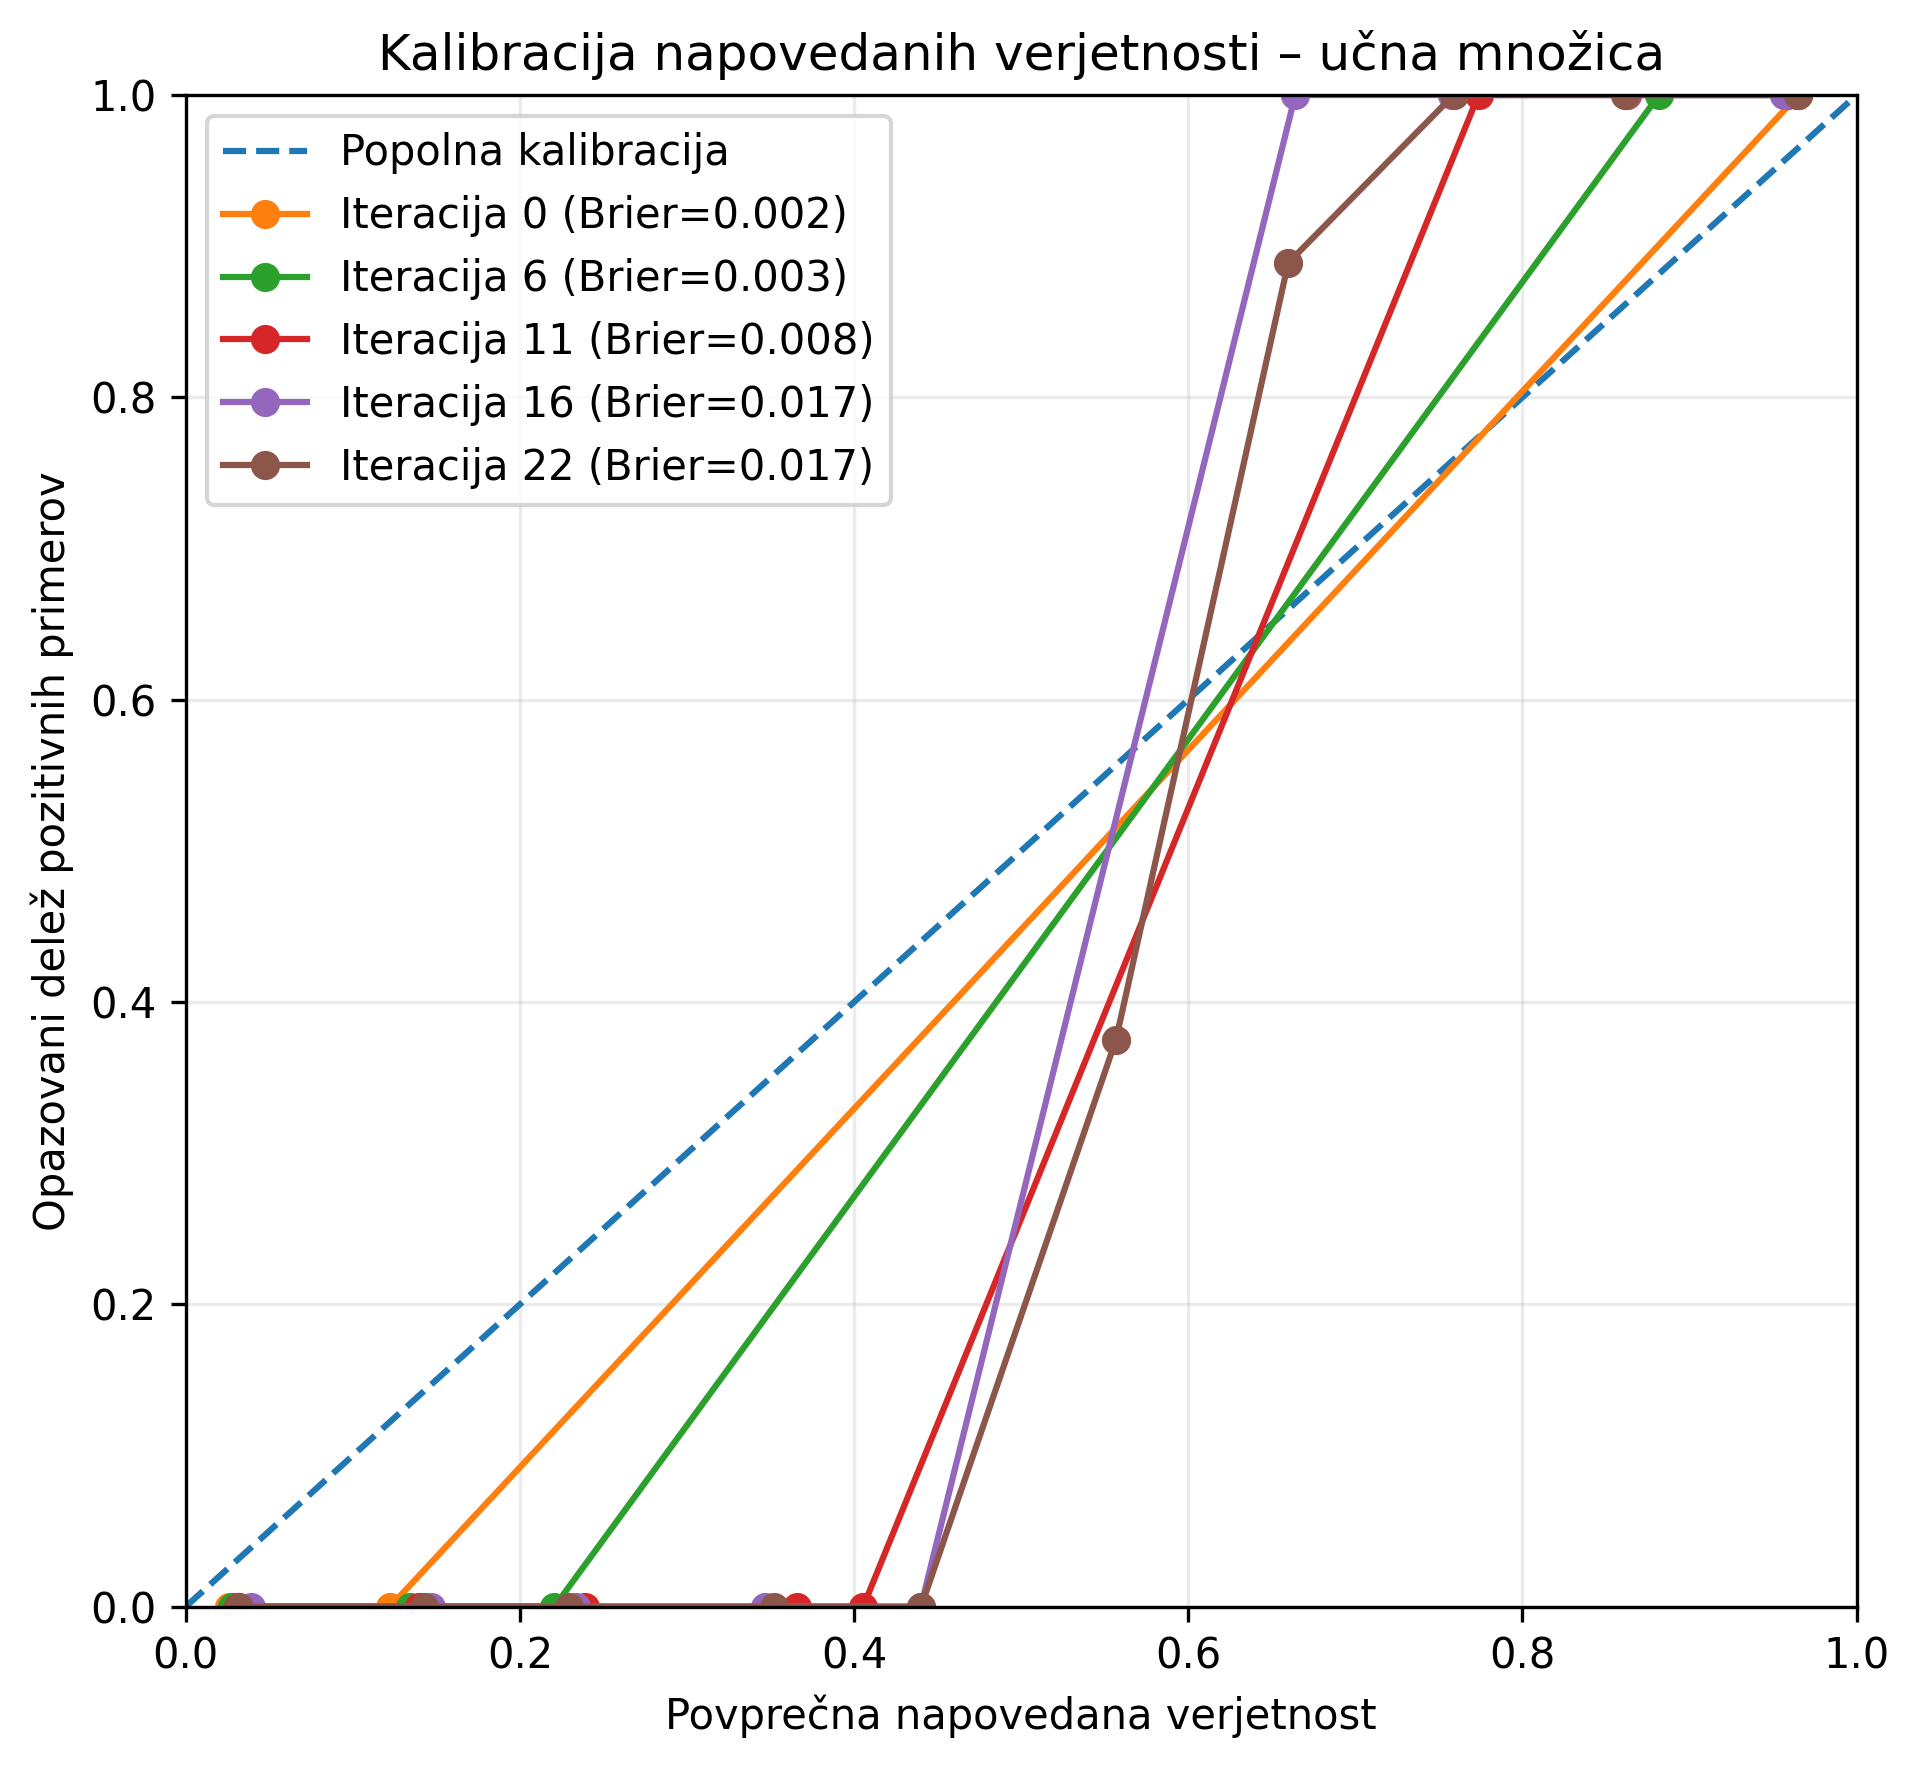 Kalibracija napovedanih verjetnosti – učna množica
1.0
0.8
0.6
0.4
0.2
0.0
Opazovani delež pozitivnih primerov
Popolna kalibracija
Iteracija 0 (Brier=0.002)
Iteracija 6 (Brier=0.003)
Iteracija 11 (Brier=0.008)
Iteracija 16 (Brier=0.017)
Iteracija 22 (Brier=0.017)
0.0 0.2 0.4 0.6 0.8 1.0
Povprečna napovedana verjetnost